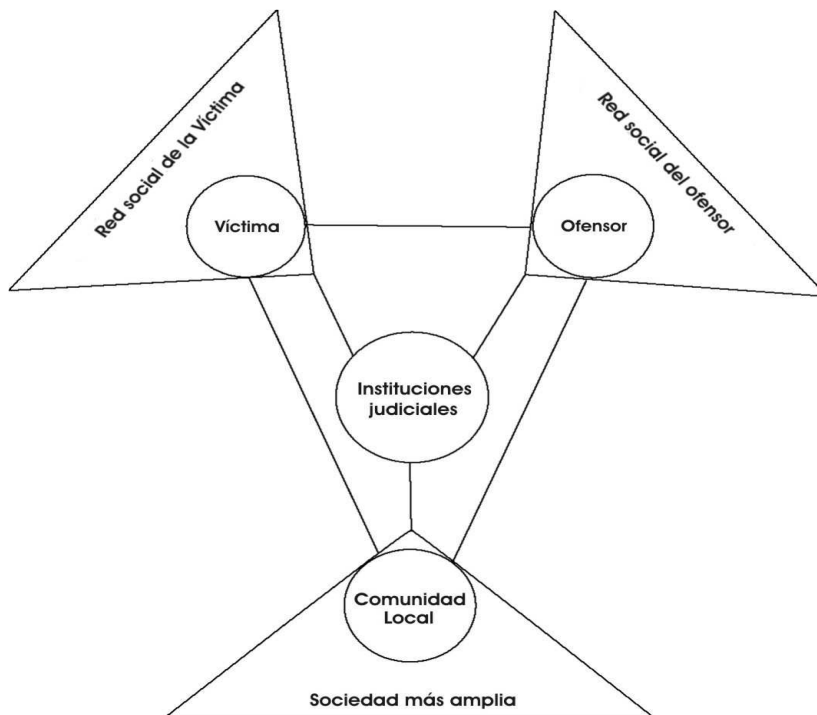 Red social de la Víctima
Red social del ofensor
Víctima
Ofensor
Instituciones
judiciales
Comunidad
Local
Sociedad más amplia